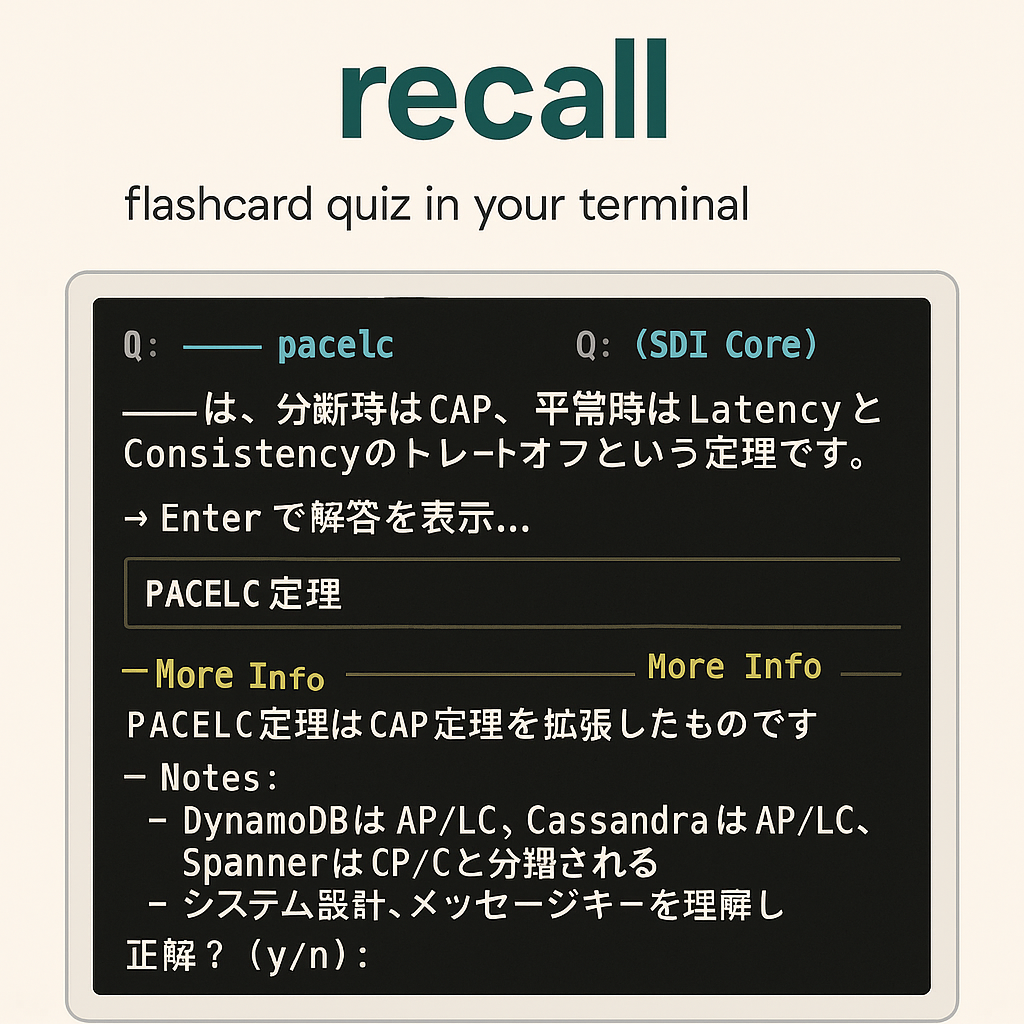 recall
flashcard quiz in your terminal
Q: —— pacelc Q: (SDI Core)
——は、分断時はCAP、平常時はLatencyと
Consistencyのトレートオフという定理です。
→ Enter で解答を表示...
PACELC 定理
— More Info —— More Info ——
PACELC定理はCAP定理を拡張したものです
— Notes:
– DynamoDBは AP/LC, Cassandraは AP/LC、
SpannerはCP/Cと分される
– システム設計、メッセージキーを理解し
正解？ (y/n):